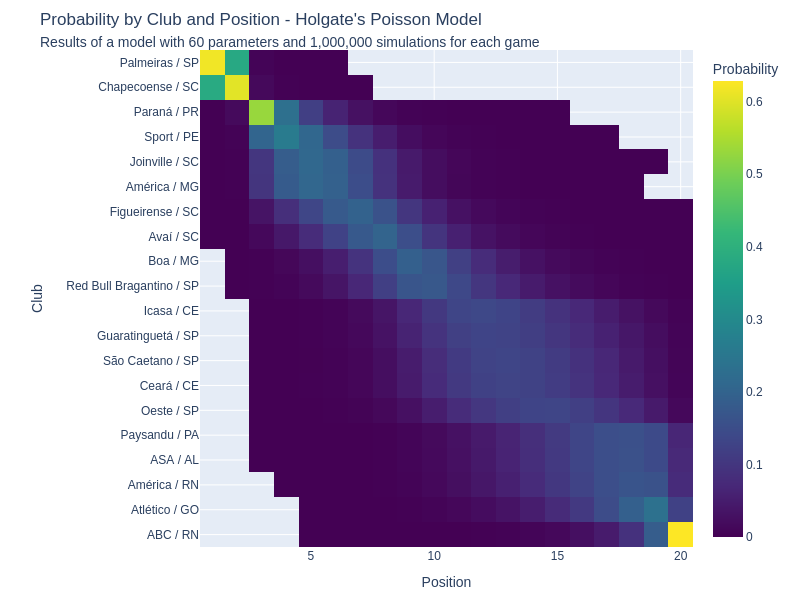 Probability by Club and Position - Holgate's Poisson Model
Results of a model with 60 parameters and 1,000,000 simulations for each game
Palmeiras / SP
Chapecoense / SC
Paraná / PR
Sport / PE
Joinville / SC
América / MG
Figueirense / SC
Avaí / SC
Boa / MG
Red Bull Bragantino / SP
Icasa / CE
Guaratinguetá / SP
São Caetano / SP
Ceará / CE
Oeste / SP
Paysandu / PA
ASA / AL
América / RN
Atlético / GO
ABC / RN
Club
5
10
15
20
Position
Probability
0.6
0.5
0.4
0.3
0.2
0.1
0